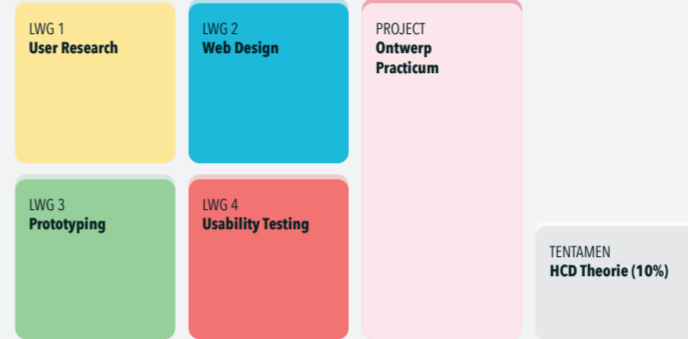 LWG 1
User Research
LWG 2
Web Design
PROJECT
Ontwerp
Practicum
LWG 3
Prototyping
LWG 4
Usability Testing
TENTAMEN
HCD Theorie (10%)